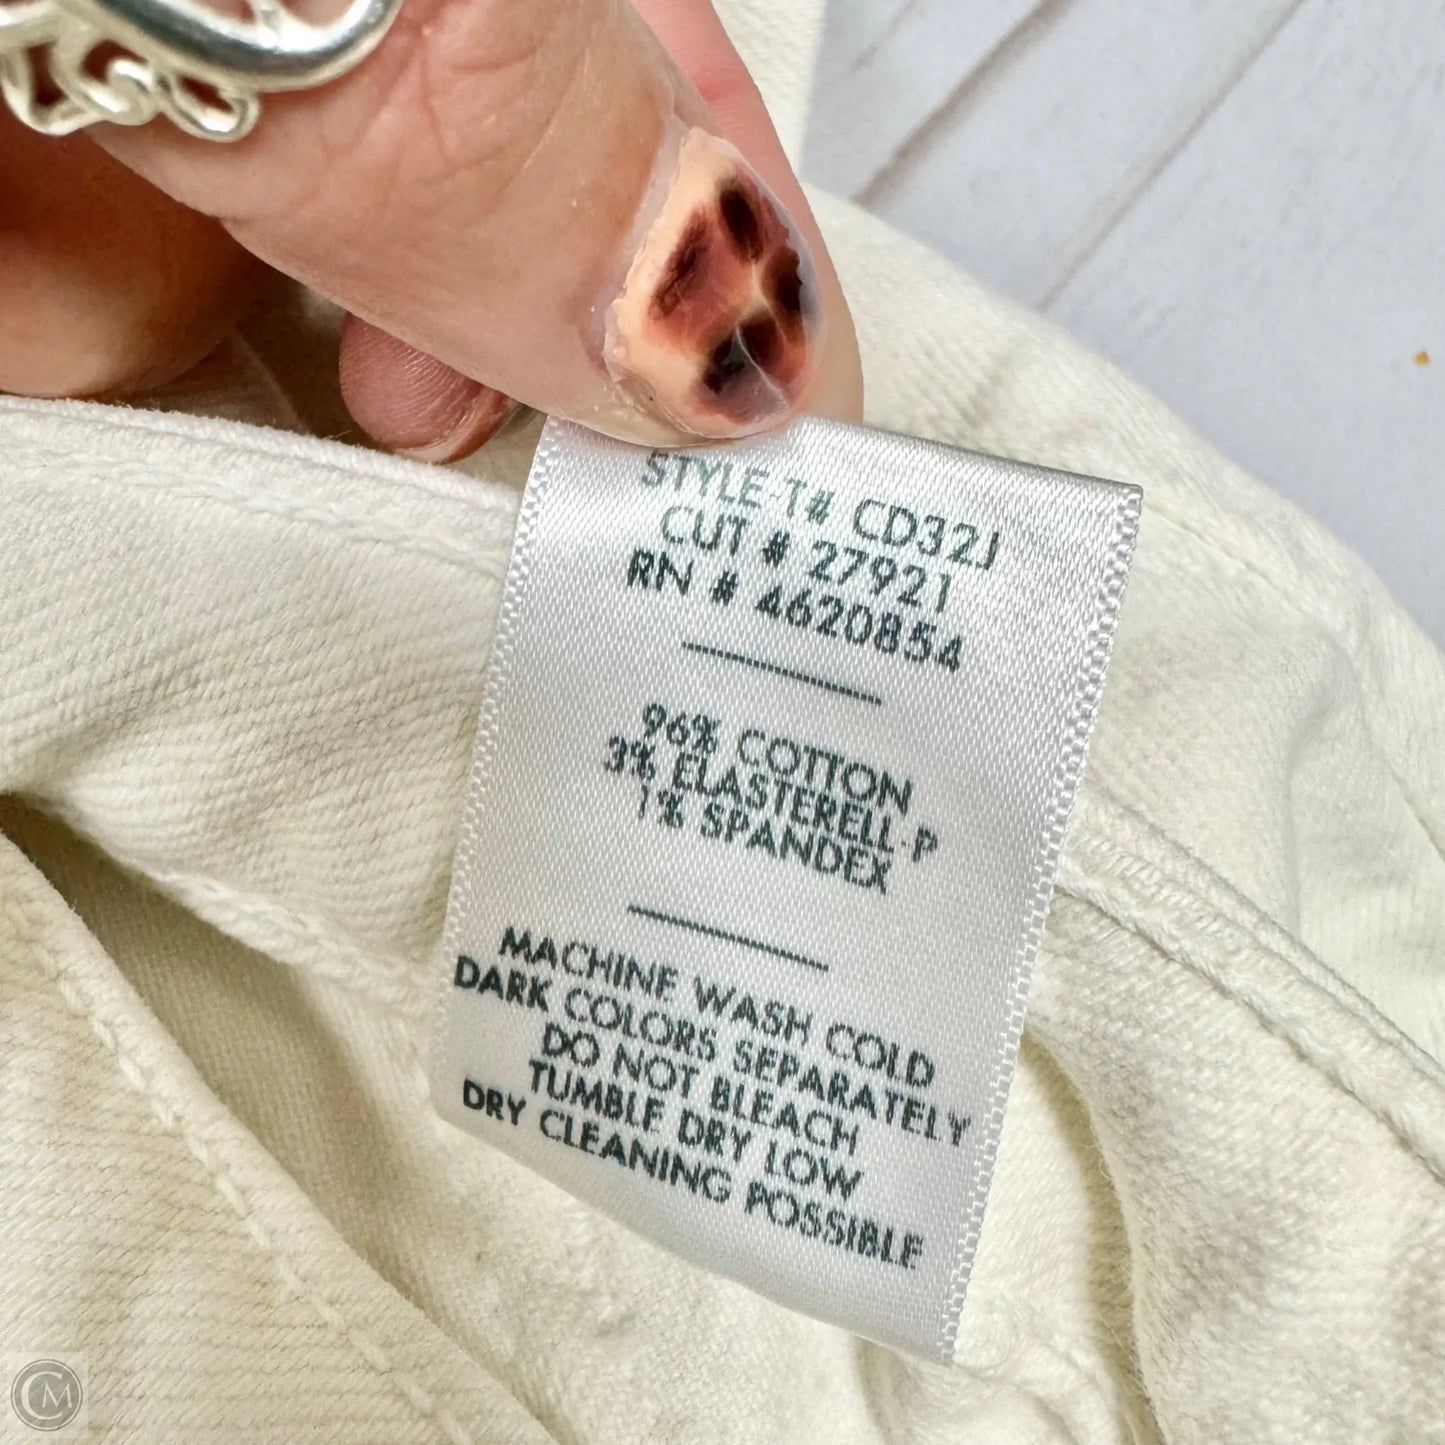 STYLE-T# CD32J
CUT # 27921
RN # 4620854
96% COTTON
3% ELASTERELL-P
1% SPANDEX
MACHINE WASH COLD
DARK COLORS SEPARATELY
DO NOT BLEACH
TUMBLE DRY LOW
DRY CLEANING POSSIBLE
CM